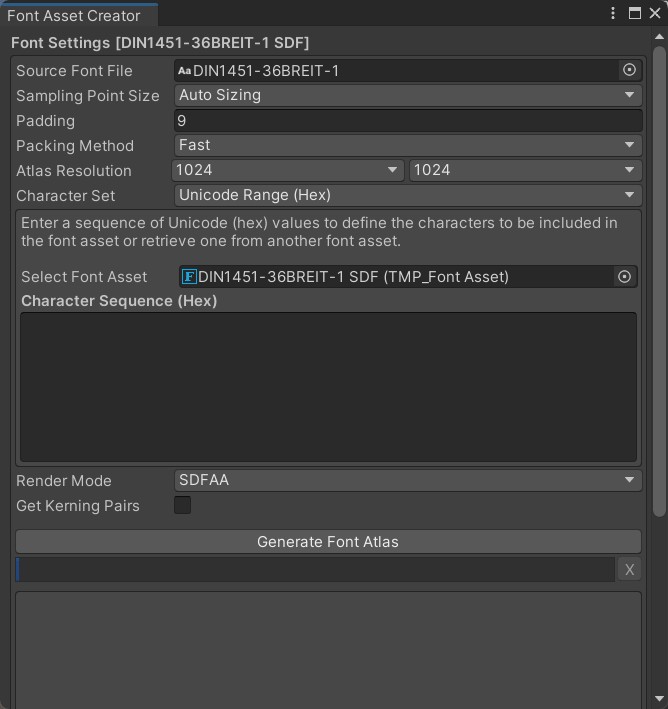 Font Asset Creator
Font Settings [DIN1451-36BREIT-1 SDF]
Source Font File Aa DIN1451-36BREIT-1
Sampling Point Size Auto Sizing
Padding 9
Packing Method Fast
Atlas Resolution 1024 1024
Character Set Unicode Range (Hex)
Enter a sequence of Unicode (hex) values to define the characters to be included in
the font asset or retrieve one from another font asset.
Select Font Asset F DIN1451-36BREIT-1 SDF (TMP_Font Asset)
Character Sequence (Hex)
Render Mode SDFAA
Get Kerning Pairs
Generate Font Atlas
X